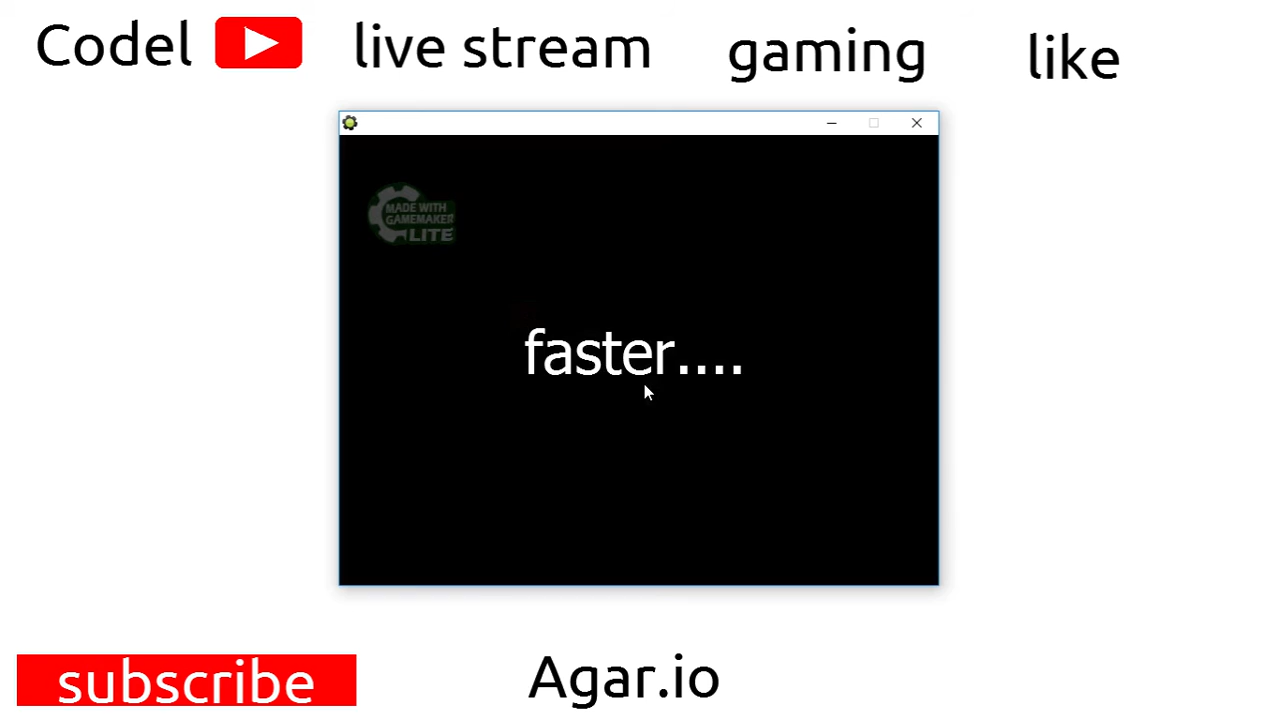 Codel live stream gaming like
MADE WITH
GAMEMAKER
LITE
faster....
subscribe Agar.io